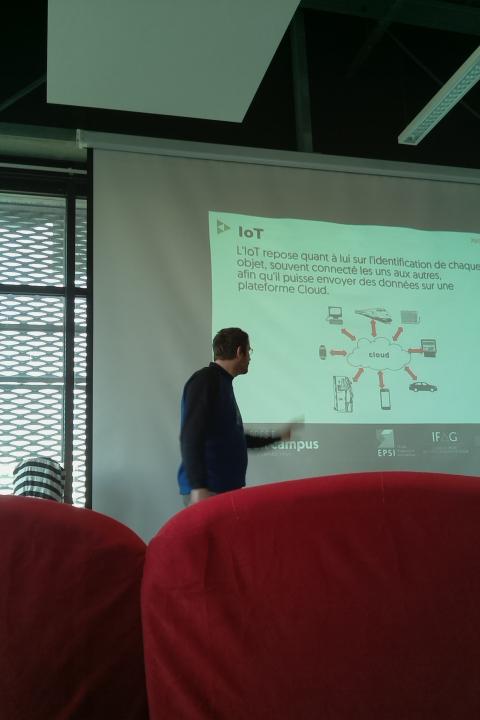 IoT
L'IoT repose quant à lui sur l'identification de chaque
objet, souvent connecté les uns aux autres,
afin qu'il puisse envoyer des données sur une
plateforme Cloud.
cloud
campus
EPSI
IFAG